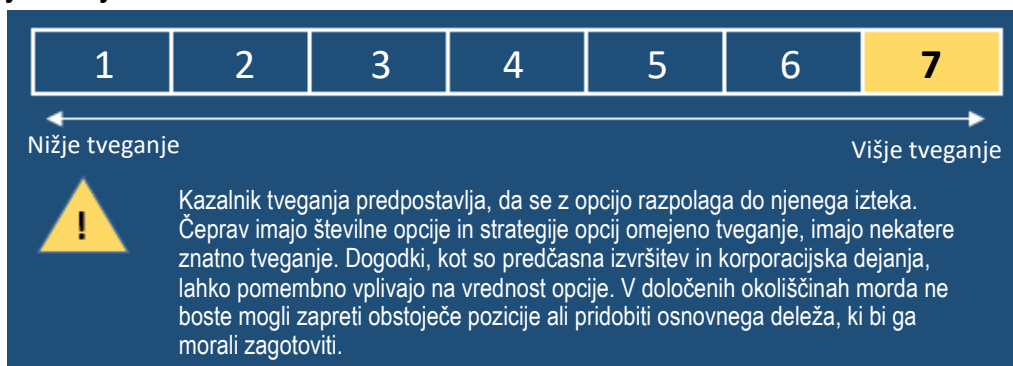 1 2 3 4 5 6 7
Nižje tveganje Višje tveganje
!
Kazalnik tveganja predpostavlja, da se z opcijo razpolaga do njenega izteka.
Čeprav imajo številne opcije in strategije opcij omejeno tveganje, imajo nekatere
znatno tveganje. Dogodki, kot so predčasna izvršitev in korporacijska dejanja,
lahko pomembno vplivajo na vrednost opcije. V določenih okoliščinah morda ne
boste mogli zapreti obstoječe pozicije ali pridobiti osnovnega deleža, ki bi ga
morali zagotoviti.